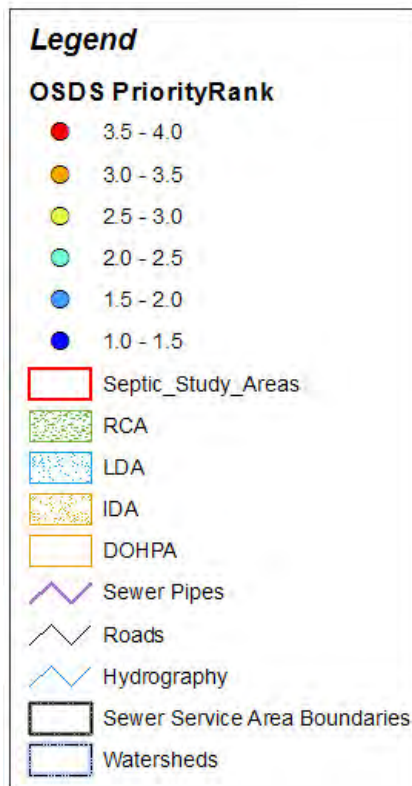 Legend
OSDS PriorityRank
3.5 - 4.0
3.0 - 3.5
2.5 - 3.0
2.0 - 2.5
1.5 - 2.0
1.0 - 1.5
Septic_Study_Areas
RCA
LDA
IDA
DOHPA
Sewer Pipes
Roads
Hydrography
Sewer Service Area Boundaries
Watersheds